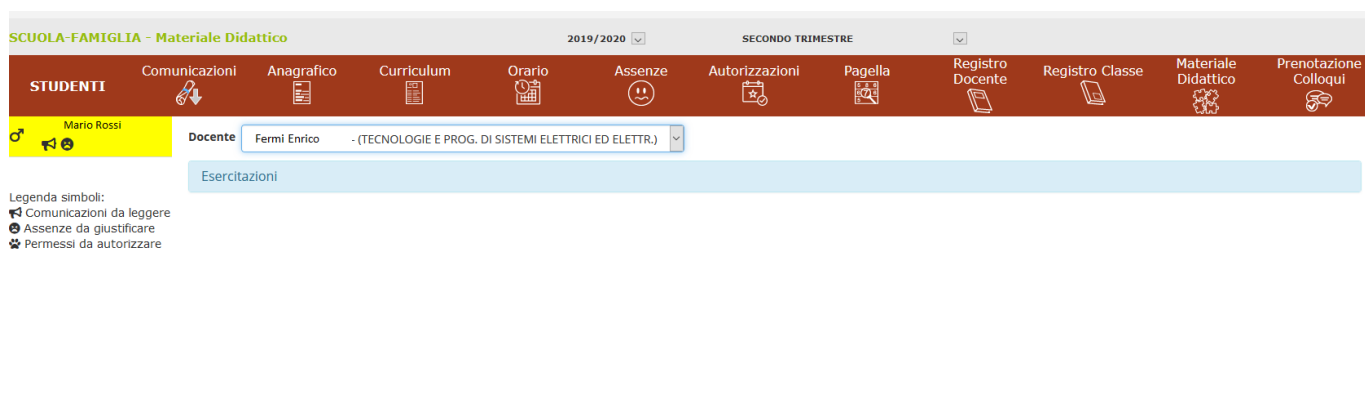 SCUOLA-FAMIGLIA - Materiale Didattico 2019/2020 SECONDO TRIMESTRE
STUDENTI
Comunicazioni
Anagrafico
Curriculum
Orario
Assenze
Autorizzazioni
Pagella
Registro
Docente
Registro Classe
Materiale
Didattico
Prenotazione
Colloqui
Mario Rossi
Docente Fermi Enrico - (TECNOLOGIE E PROG. DI SISTEMI ELETTRICI ED ELETTR.)
Esercitazioni
Legenda simboli:
Comunicazioni da leggere
Assenze da giustificare
Permessi da autorizzare